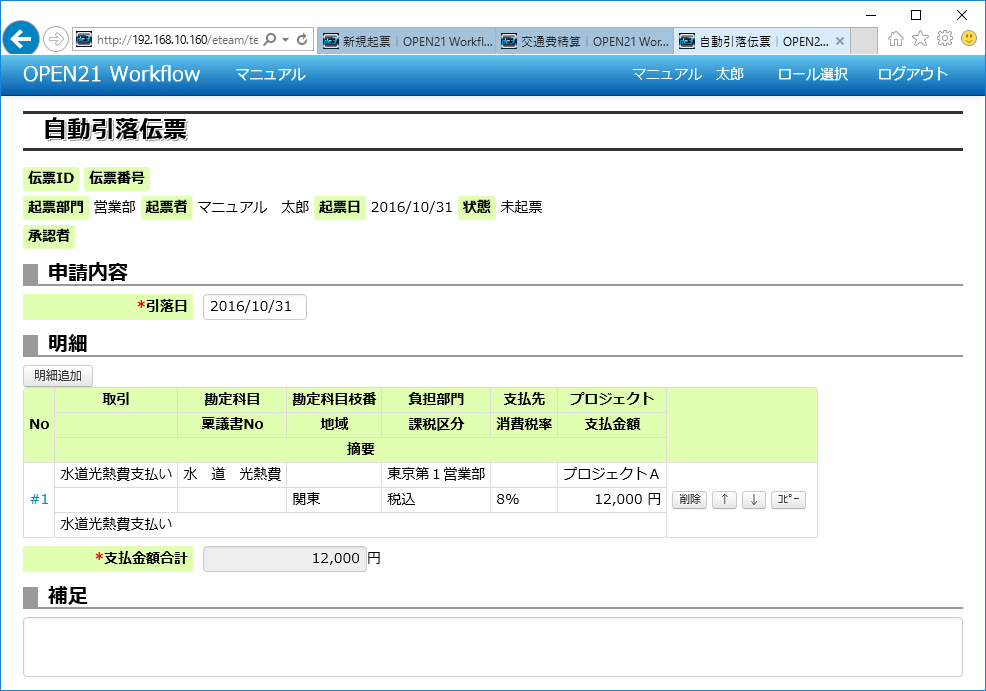 http://192.168.10.160/eteam/te
新規起票 | OPEN21 Workfl...
交通費精算 | OPEN21 Wor...
自動引落伝票 | OPEN2...
OPEN21 Workflow マニュアル マニュアル 太郎 ロール選択 ログアウト
自動引落伝票
伝票ID 伝票番号
起票部門 営業部 起票者 マニュアル 太郎 起票日 2016/10/31 状態 未起票
承認者
申請内容
*引落日 2016/10/31
明細
明細追加
No 取引 勘定科目 勘定科目枝番 負担部門 支払先 プロジェクト
稟議書No 地域 課税区分 消費税率 支払金額
摘要
#1 水道光熱費支払い 水 道 光熱費 東京第１営業部 プロジェクトA
関東 税込 8% 12,000 円 削除 ↑ ↓ ｺﾋﾟｰ
水道光熱費支払い
*支払金額合計 12,000 円
補足